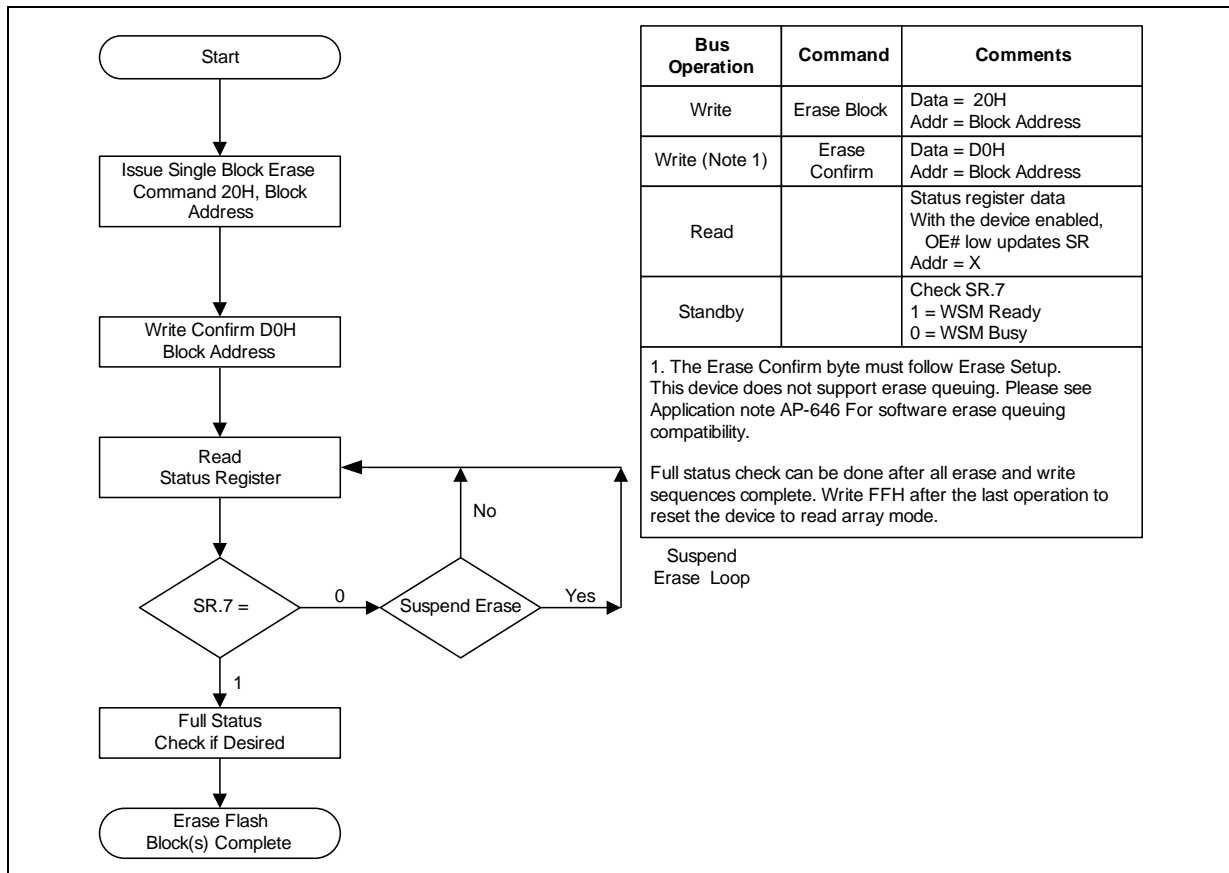 Start
Issue Single Block Erase
Command 20H, Block
Address
Write Confirm D0H
Block Address
Read
Status Register
No
SR.7 =
0
Suspend Erase
Yes
Suspend
Erase Loop
1
Full Status
Check if Desired
Erase Flash
Block(s) Complete
Bus
Operation
Command
Comments
Write
Erase Block
Data = 20H
Addr = Block Address
Write (Note 1)
Erase
Confirm
Data = D0H
Addr = Block Address
Read
Status register data
With the device enabled,
OE# low updates SR
Addr = X
Standby
Check SR.7
1 = WSM Ready
0 = WSM Busy
1. The Erase Confirm byte must follow Erase Setup.
This device does not support erase queuing. Please see
Application note AP-646 For software erase queuing
compatibility.
Full status check can be done after all erase and write
sequences complete. Write FFH after the last operation to
reset the device to read array mode.